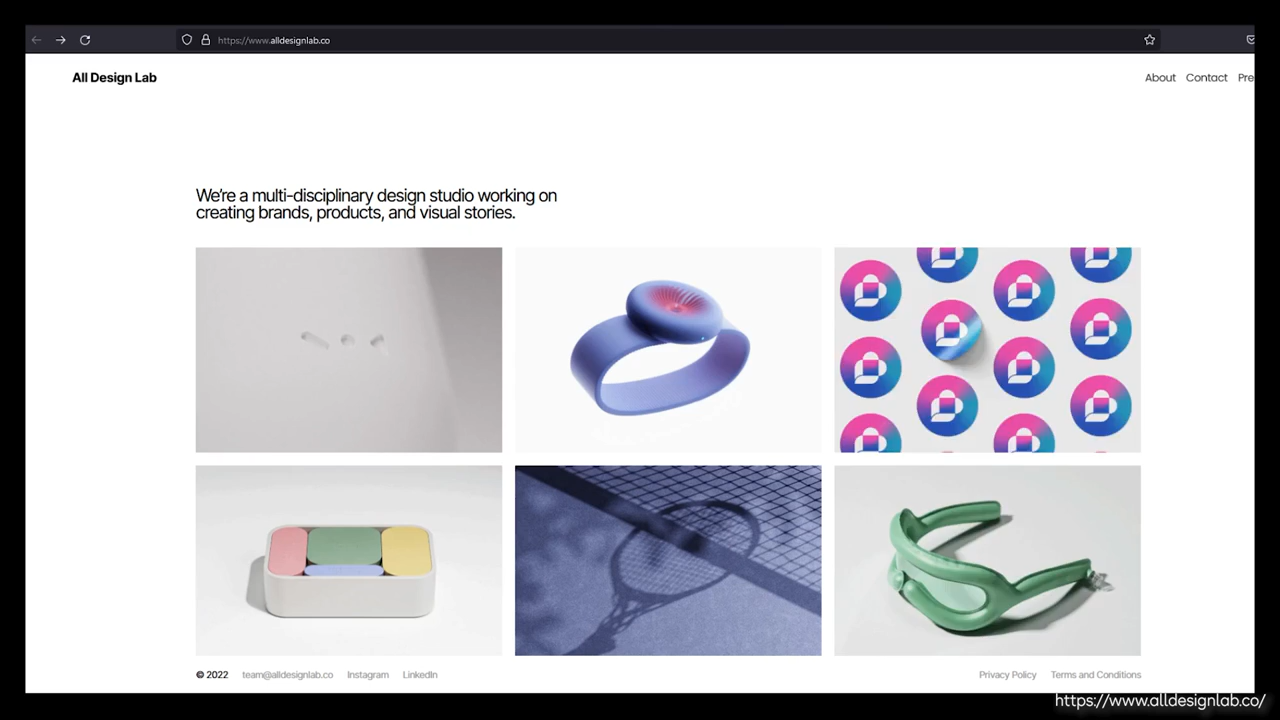 https://www.alldesignlab.co
All Design Lab
About Contact Pre
We're a multi-disciplinary design studio working on
creating brands, products, and visual stories.
© 2022 team@alldesignlab.co Instagram LinkedIn
Privacy Policy Terms and Conditions
https://www.alldesignlab.co/